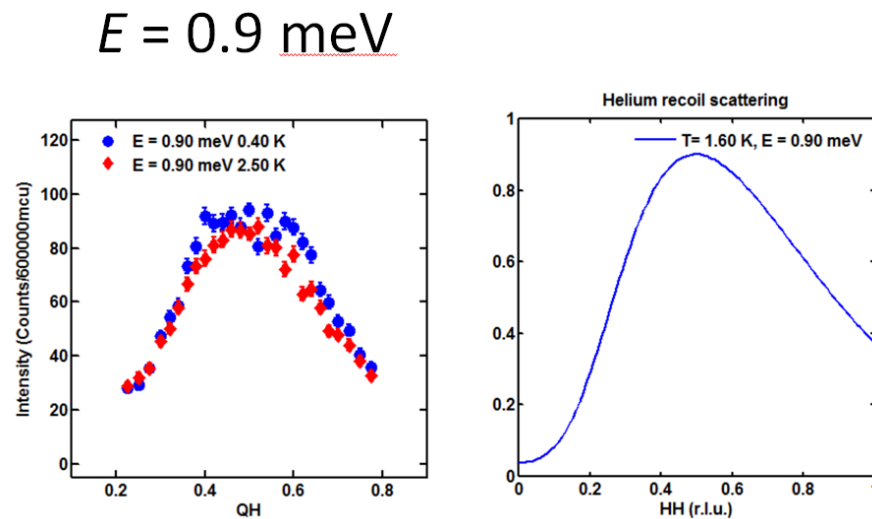 E = 0.9 meV
E = 0.90 meV 0.40 K
E = 0.90 meV 2.50 K
Intensity (Counts/600000mcu)
120
100
80
60
40
20
0
0.2 0.4 0.6 0.8
QH
Helium recoil scattering
T= 1.60 K, E = 0.90 meV
1
0.8
0.6
0.4
0.2
0
0 0.2 0.4 0.6 0.8 1
HH (r.l.u.)